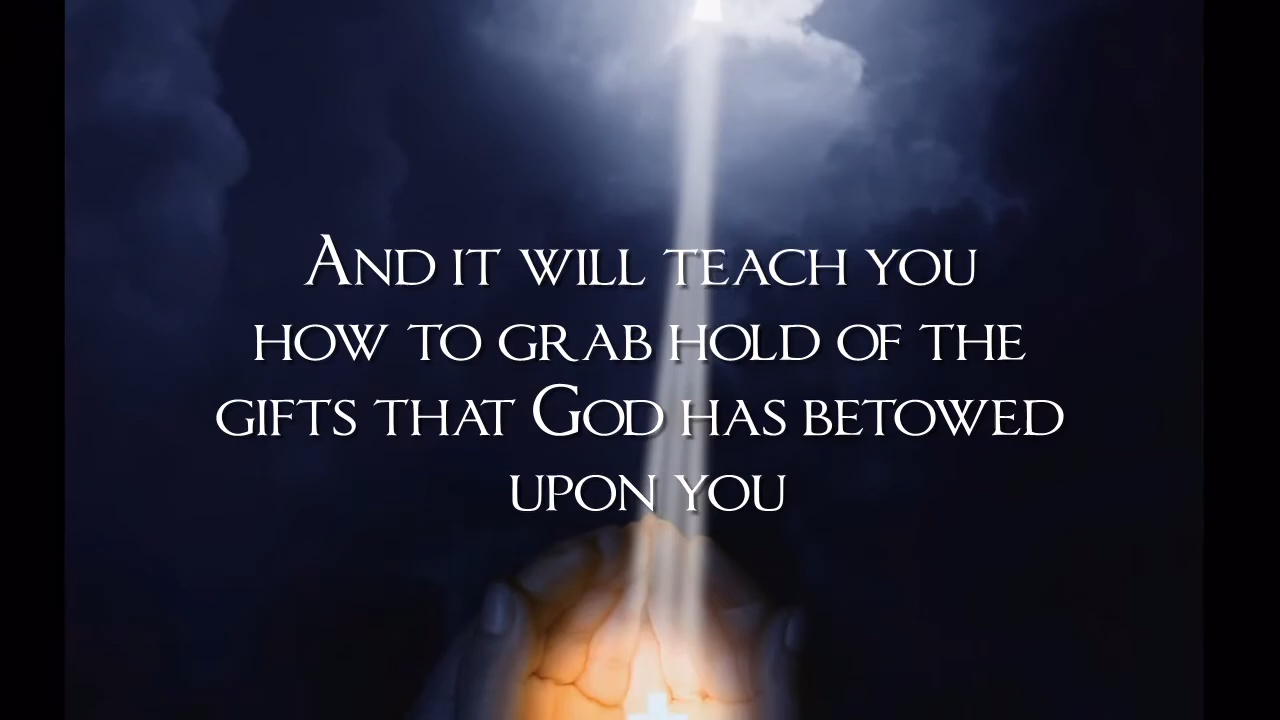 And it will teach you
how to grab hold of the
gifts that God has betowed
upon you